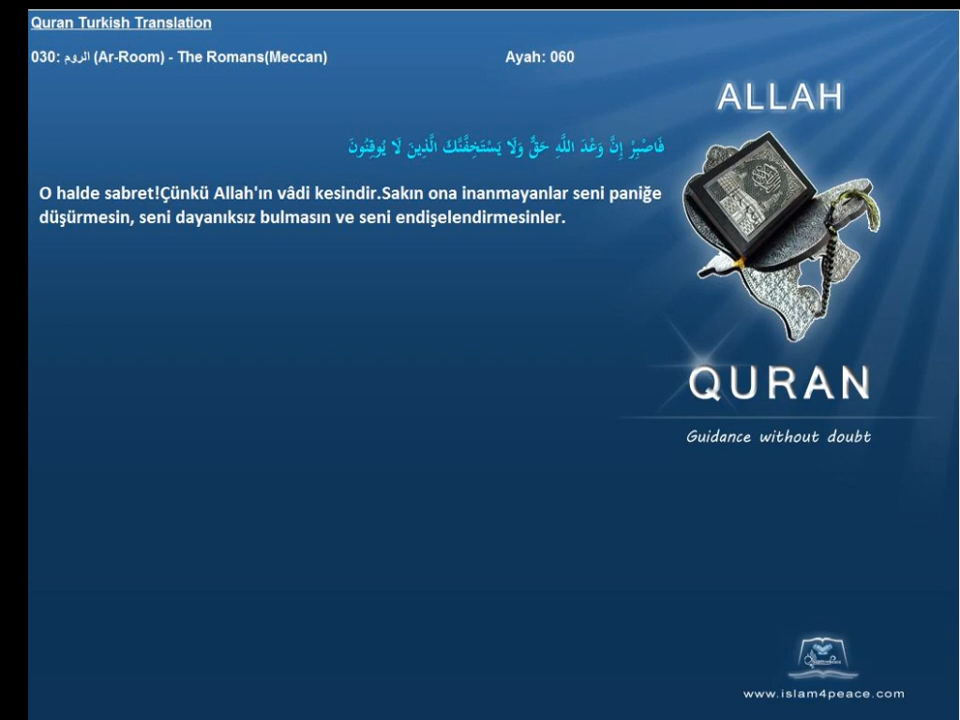 Quran Turkish Translation
030: الروم (Ar-Room) - The Romans(Meccan) Ayah: 060
ALLAH
فَاصْبِرْ إِنَّ وَعْدَ اللَّهِ حَقٌّ وَلَا يَسْتَخِفَّنَّكَ الَّذِينَ لَا يُوقِنُونَ
O halde sabret!Çünkü Allah'ın vâdi kesindir.Sakın ona inanmayanlar seni paniğe
düşürmesin, seni dayanıksız bulmasın ve seni endişelendirmesinler.
QURAN
Guidance without doubt
www.islam4peace.com